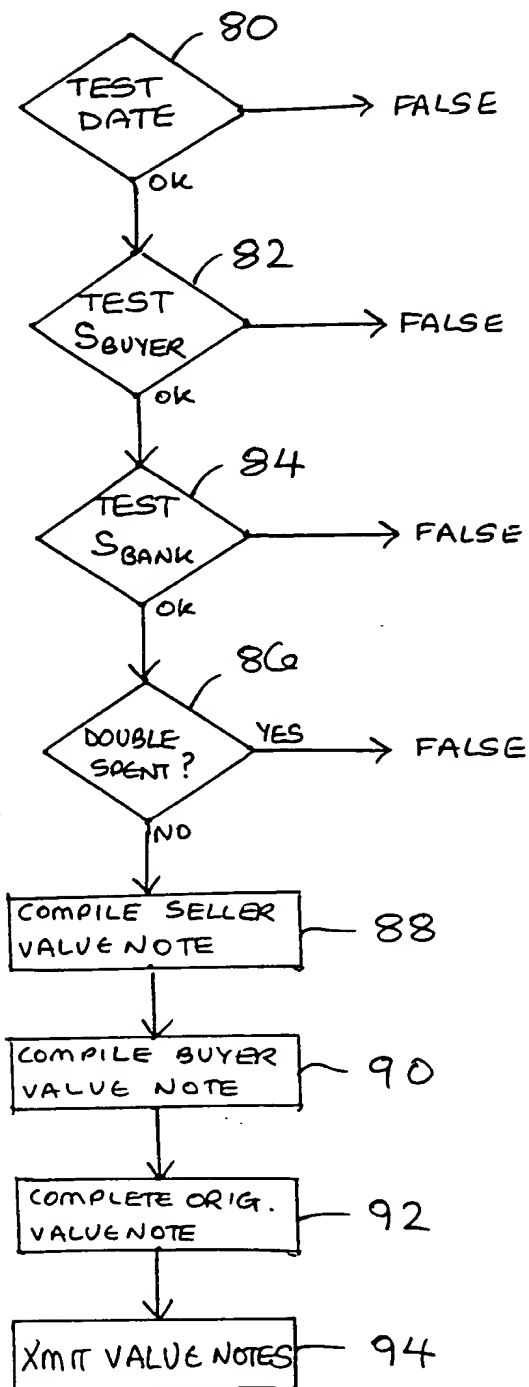 80
TEST
DATE
FALSE
OK
82
TEST
SBUYER
FALSE
OK
84
TEST
SBANK
FALSE
OK
86
DOUBLE
SPENT?
YES
FALSE
NO
COMPILE SELLER
VALUE NOTE
88
COMPILE BUYER
VALUE NOTE
90
COMPLETE ORIG.
VALUE NOTE
92
XMIT VALUE NOTES
94